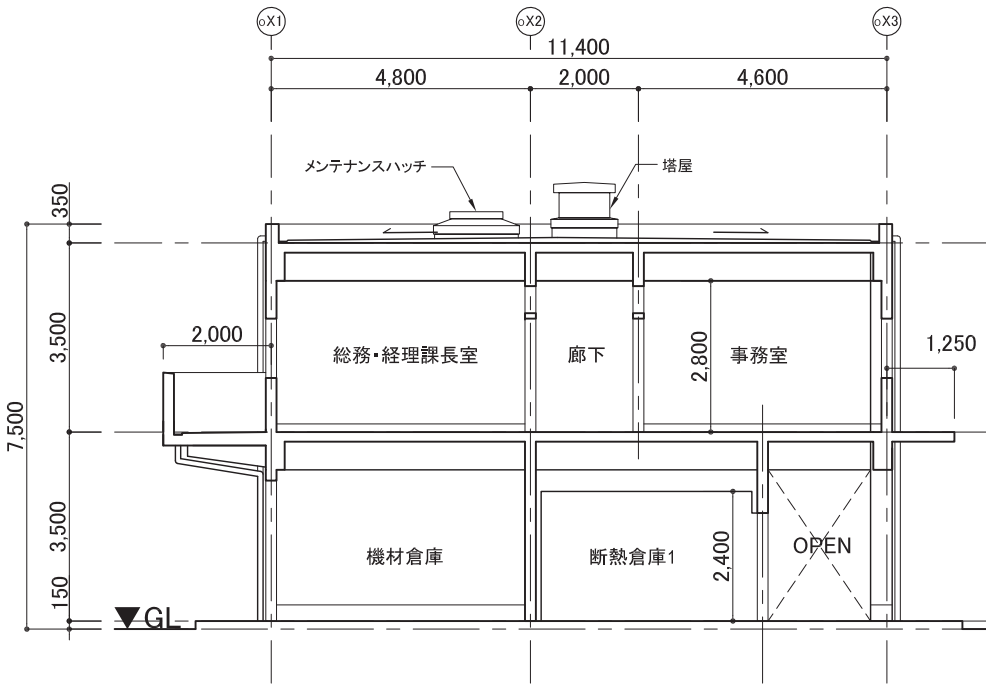 oX1
oX2
oX3
11,400
4,800
2,000
4,600
メンテナンスハッチ
塔屋
350
3,500
7,500
2,000
総務・経理課長室
廊下
2,800
事務室
1,250
3,500
機材倉庫
断熱倉庫1
2,400
OPEN
150
GL